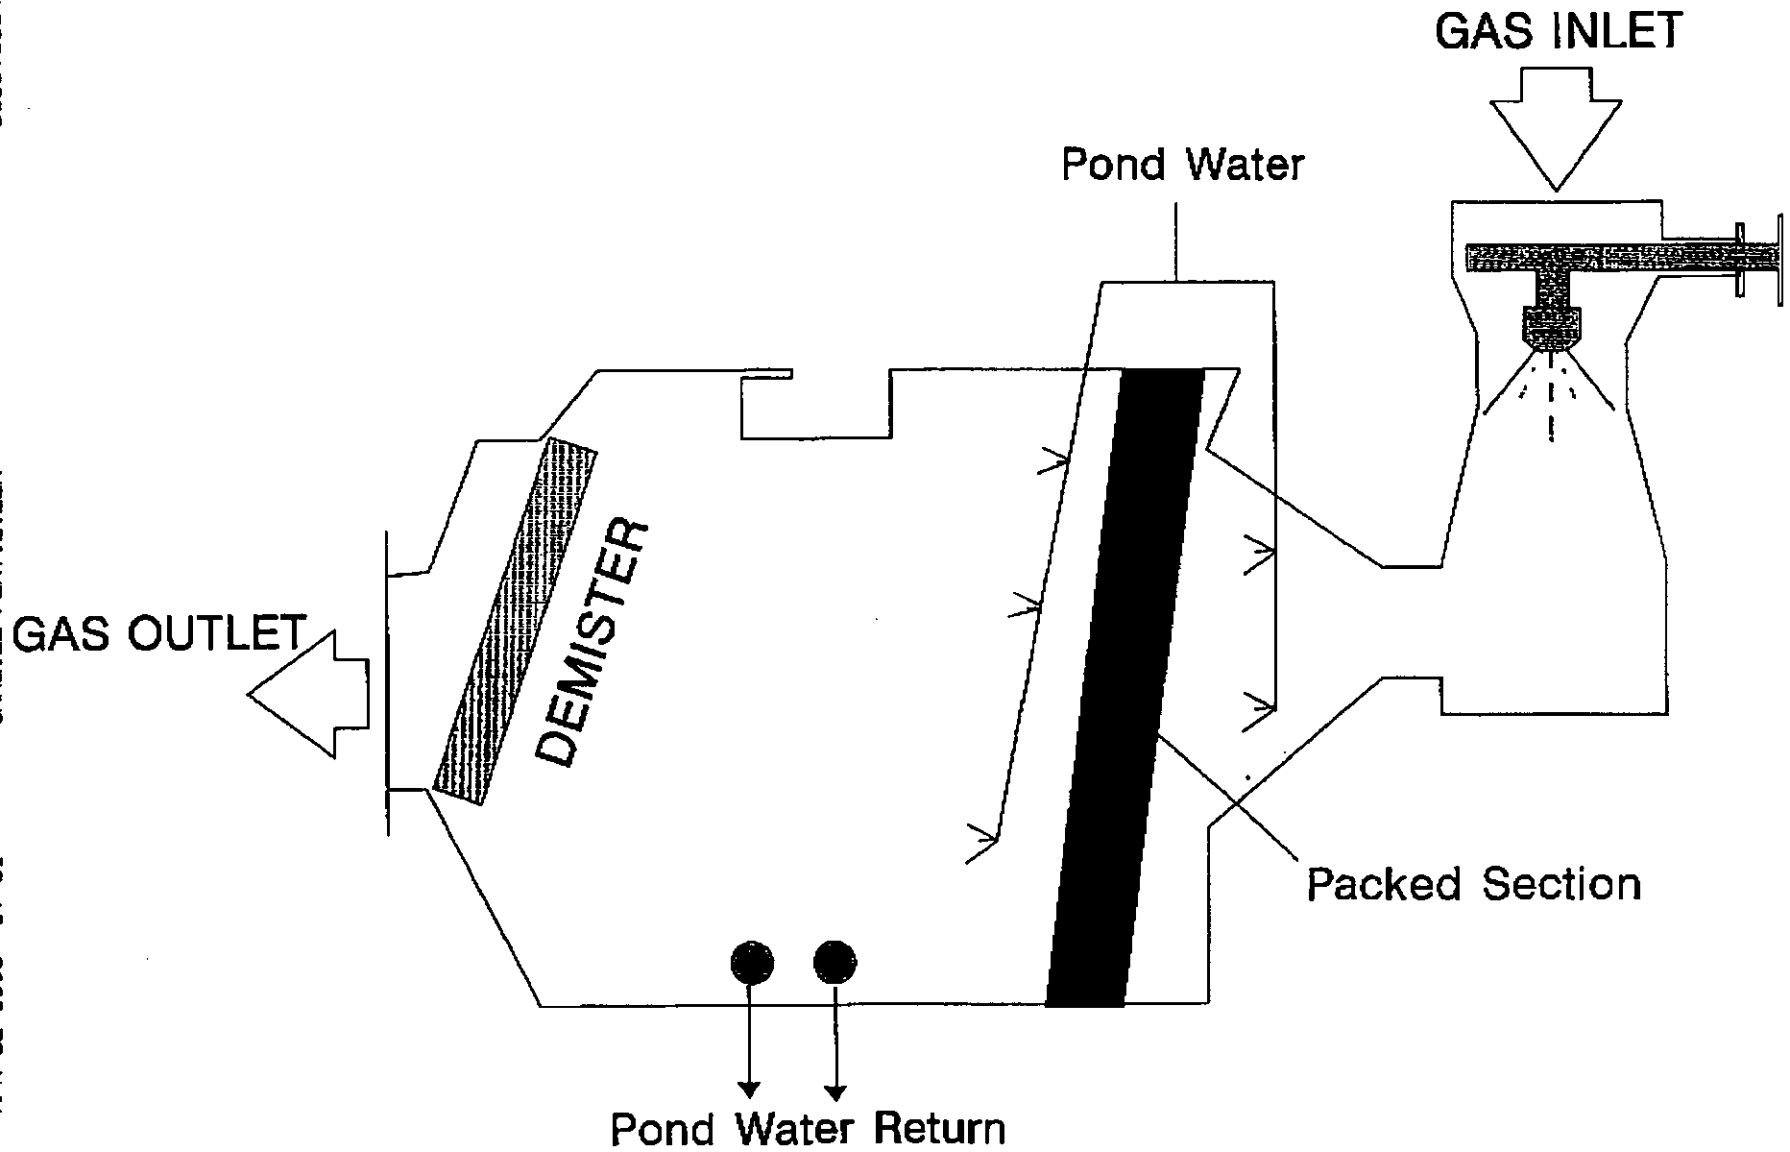 GAS INLET
Pond Water
GAS OUTLET
DEMISTER
Packed Section
Pond Water Return